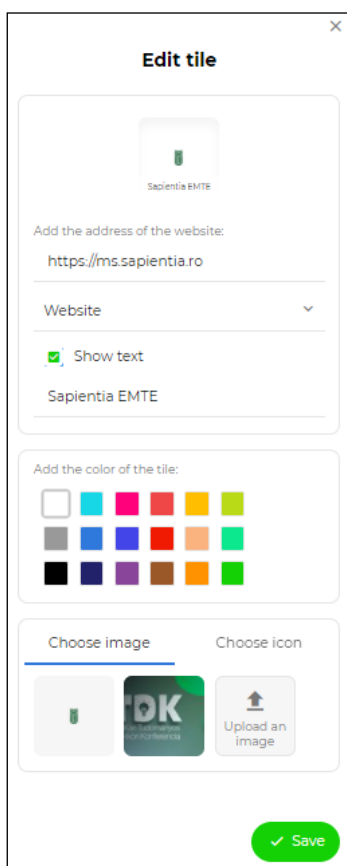 Edit tile
Sapientia EMTE
Add the address of the website:
https://ms.sapientia.ro
Website
Show text
Sapientia EMTE
Add the color of the tile:
Choose image
Choose icon
TDK
Konferencia
Upload an
image
Save